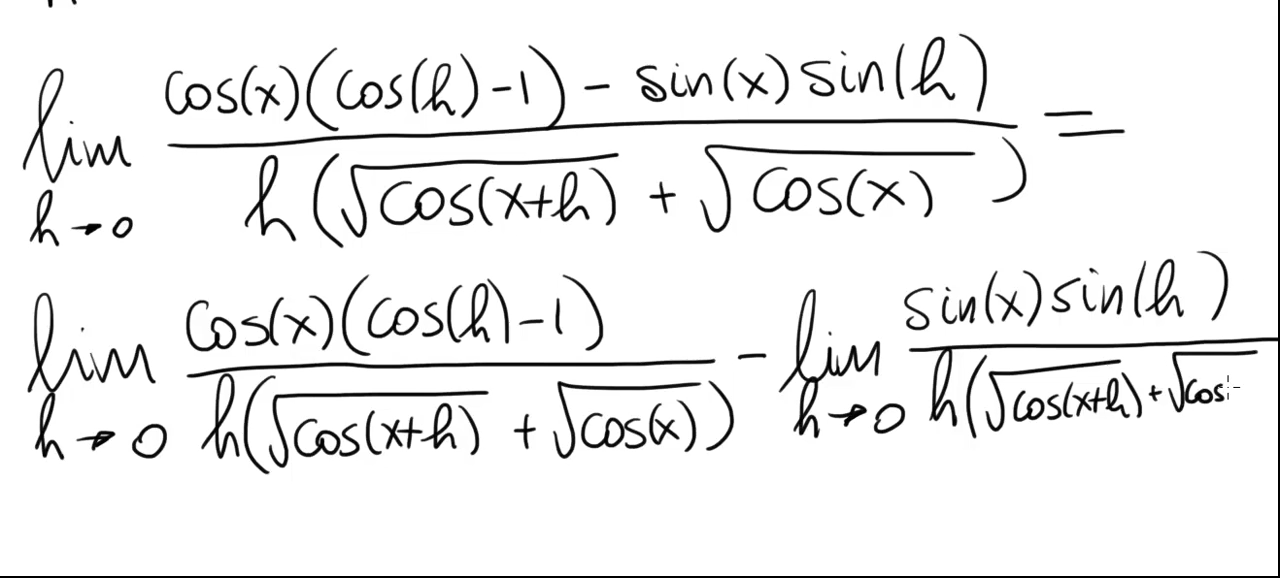 lim h→0 (cos(x)(cos(h)-1) - sin(x) sin(h)) / (h(√cos(x+h) + √cos(x))) =
lim h→0 (cos(x)(cos(h)-1)) / (h(√cos(x+h) + √cos(x))) - lim h→0 (sin(x) sin(h)) / (h(√cos(x+h) + √cos